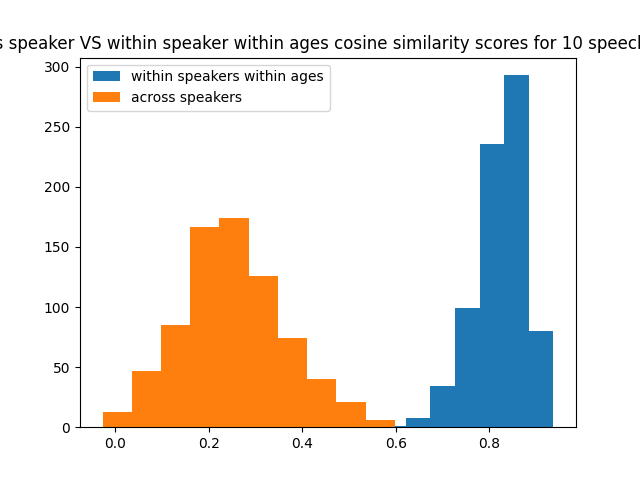 s speaker VS within speaker within ages cosine similarity scores for 10 speech
within speakers within ages
across speakers
300
250
200
150
100
50
0
0.0 0.2 0.4 0.6 0.8